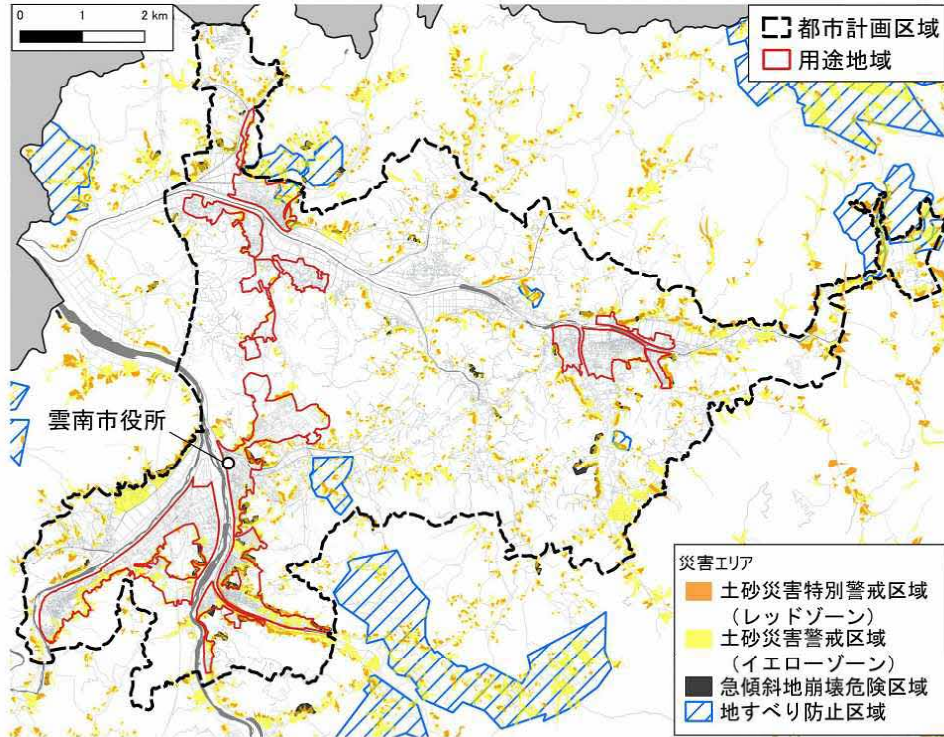 0 1 2 km
都市計画区域
用途地域
雲南市役所
災害エリア
土砂災害特別警戒区域
(レッドゾーン)
土砂災害警戒区域
(イエローゾーン)
急傾斜地崩壊危険区域
地すべり防止区域